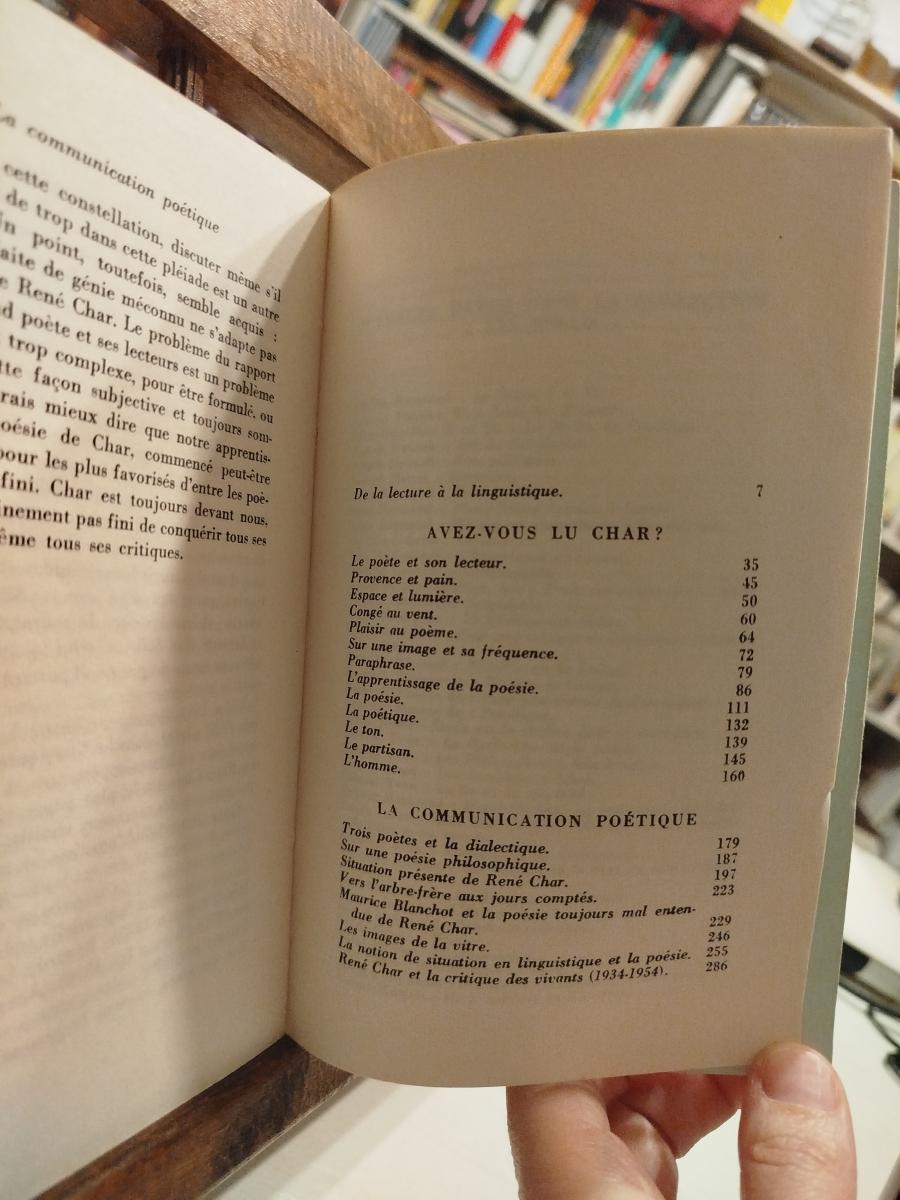 La communication poétique
cette constellation, discuter même s'il
de trop dans cette pléiade est un autre
Un point, toutefois, semble acquis :
de génie méconnu ne s'adapte pas
René Char. Le problème du rapport
poète et ses lecteurs est un problème
trop complexe, pour être formulé, ou
façon subjective et toujours som-
mieux dire que notre apprentis-
de Char, commencé peut-être
pour les plus favorisés d'entre les poè-
fini. Char est toujours devant nous,
pas fini de conquérir tous ses
tous ses critiques.
De la lecture à la linguistique. 7
AVEZ-VOUS LU CHAR ?
Le poète et son lecteur. 35
Provence et pain. 45
Espace et lumière. 50
Congé au vent. 60
Plaisir au poème. 64
Sur une image et sa fréquence. 72
Paraphrase. 79
L'apprentissage de la poésie. 86
La poésie. 111
La poétique. 132
Le ton. 139
Le partisan. 145
L'homme. 160
LA COMMUNICATION POÉTIQUE
Trois poètes et la dialectique. 179
Sur une poésie philosophique. 187
Situation présente de René Char. 197
Vers l'arbre-frère aux jours comptés. 223
Maurice Blanchot et la poésie toujours mal enten-
due de René Char. 229
Les images de la vitre. 246
La notion de situation en linguistique et la poésie. 255
René Char et la critique des vivants (1934-1954). 286